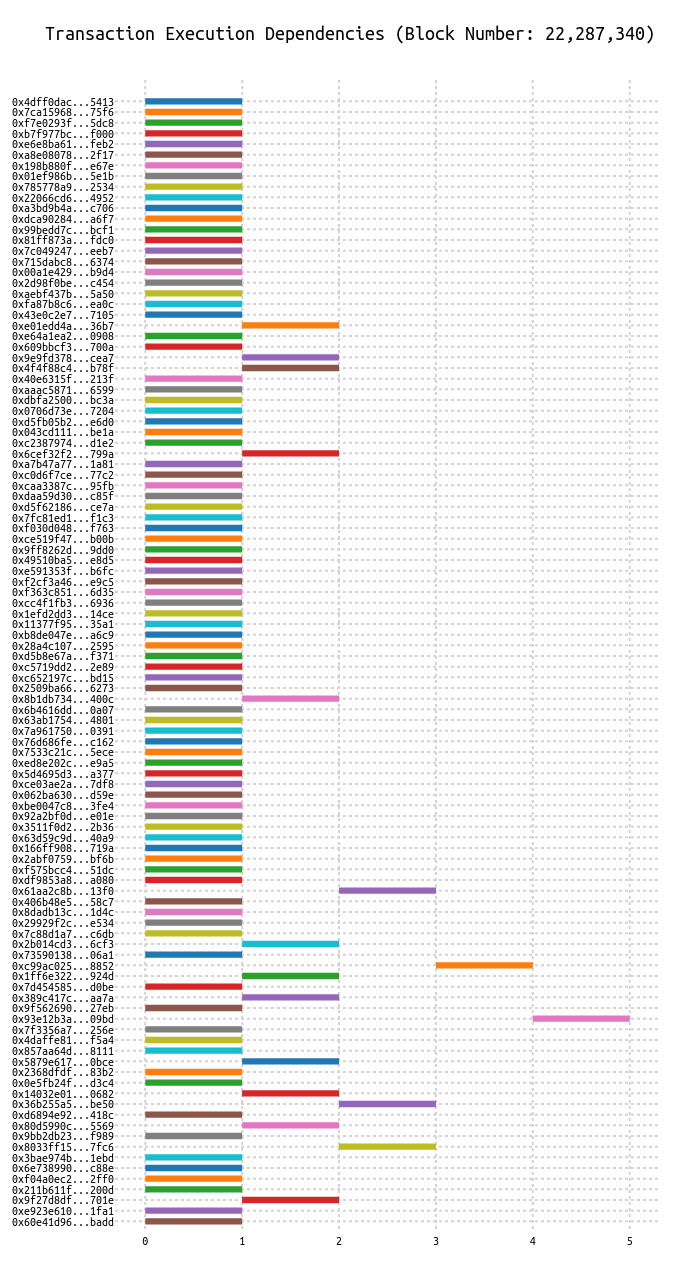 Transaction Execution Dependencies (Block Number: 22,287,340)
0x4dff0dac...5413
0x7ca15968...75f6
0xf7e0293f...5dc8
0xb7f977bc...f000
0xe6e8ba61...feb2
0xa8e08078...2f17
0x198b880f...e67e
0x01ef986b...5e1b
0x785778a9...2534
0x22066cd6...4952
0xa3bd9b4a...c706
0xdca90284...a6f7
0x99bedd7c...bcf1
0x81ff873a...fdc0
0x7c049247...eeb7
0x715dabc8...6374
0x00a1e429...b9d4
0x2d98f0be...c454
0xaebf437b...5a50
0xfa87b8c6...ea0c
0x43e0c2e7...7105
0xe01edd4a...36b7
0xe64a1ea2...0908
0x609bbcf3...700a
0x9e9fd378...cea7
0x4f4f88c4...b78f
0x40e6315f...213f
0xaaac5871...6599
0xdbfa2500...bc3a
0x0706d73e...7204
0xd5fb05b2...e6d0
0x043cd111...be1a
0xc2387974...d1e2
0x6cef32f2...799a
0xa7b47a77...1a81
0xc0d6f7ce...77c2
0xcaa3387c...95fb
0xdaa59d30...c85f
0xd5f62186...ce7a
0x7fc81ed1...f1c3
0xf030d048...f763
0xce519f47...b00b
0x9ff8262d...9dd0
0x49510ba5...e8d5
0xe591353f...b6fc
0xf2cf3a46...e9c5
0xf363c851...6d35
0xcc4f1fb3...6936
0x1efd2dd3...14ce
0x11377f95...35a1
0xb8de047e...a6c9
0x28a4c107...2595
0xd5b8e67a...f371
0xc5719dd2...2e89
0xc652197c...bd15
0x2509ba66...6273
0x8b1db734...400c
0x6b4616dd...0a07
0x63ab1754...4801
0x7a961750...0391
0x76d686fe...c162
0x7533c21c...5ece
0xed8e202c...e9a5
0x5d4695d3...a377
0xce03ae2a...7df8
0x062ba630...d59e
0xbe0047c8...3fe4
0x92a2bf0d...e01e
0x3511f0d2...2b36
0x63d59c9d...40a9
0x166ff908...719a
0x2abf0759...bf6b
0xf575bcc4...51dc
0xdf9853a8...a080
0x61aa2c8b...13f0
0x406b48e5...58c7
0x8dadb13c...1d4c
0x29929f2c...e534
0x7c88d1a7...c6db
0x2b014cd3...6cf3
0x73590138...06a1
0xc99ac025...8852
0x1ff6e322...924d
0x7d454585...d0be
0x389c417c...aa7a
0x9f562690...27eb
0x93e12b3a...09bd
0x7f3356a7...256e
0x4daffe81...f5a4
0x857aa64d...8111
0x5879e617...0bce
0x2368dfdf...83b2
0x0e5fb24f...d3c4
0x14032e01...0682
0x36b255a5...be50
0xd6894e92...418c
0x80d5990c...5569
0x9bb2db23...f989
0x8033ff15...7fc6
0x3bae974b...1ebd
0x6e738990...c88e
0xf04a0ec2...2ff0
0x211b611f...200d
0x9f27d8df...701e
0xe923e610...1fa1
0x60e41d96...badd
0 1 2 3 4 5